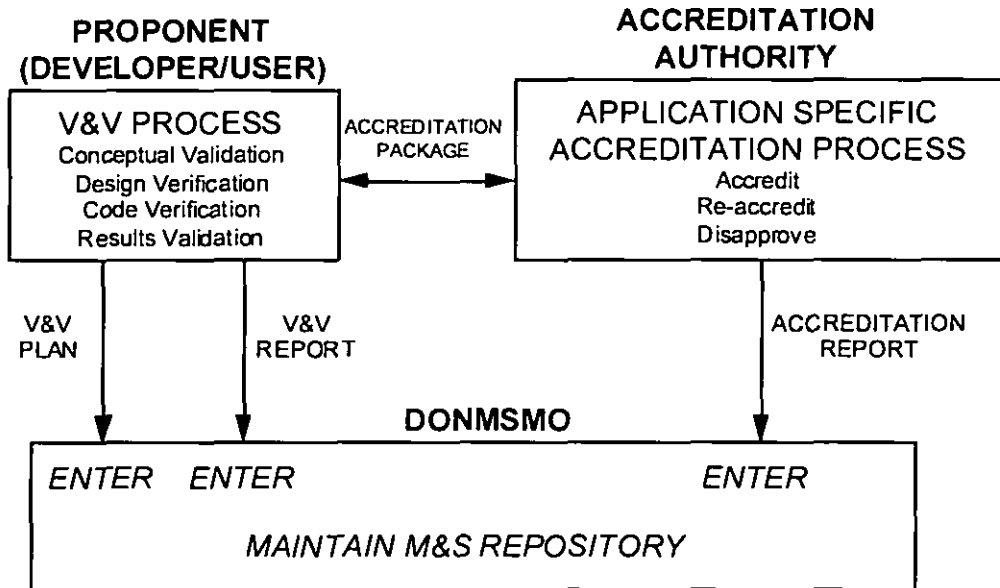 PROPONENT
(DEVELOPER/USER)
V&V PROCESS
Conceptual Validation
Design Verification
Code Verification
Results Validation
ACCREDITATION
PACKAGE
ACCREDITATION
AUTHORITY
APPLICATION SPECIFIC
ACCREDITATION PROCESS
Accredit
Re-accredit
Disapprove
V&V
PLAN
V&V
REPORT
ACCREDITATION
REPORT
DONMSMO
ENTER ENTER ENTER
MAINTAIN M&S REPOSITORY